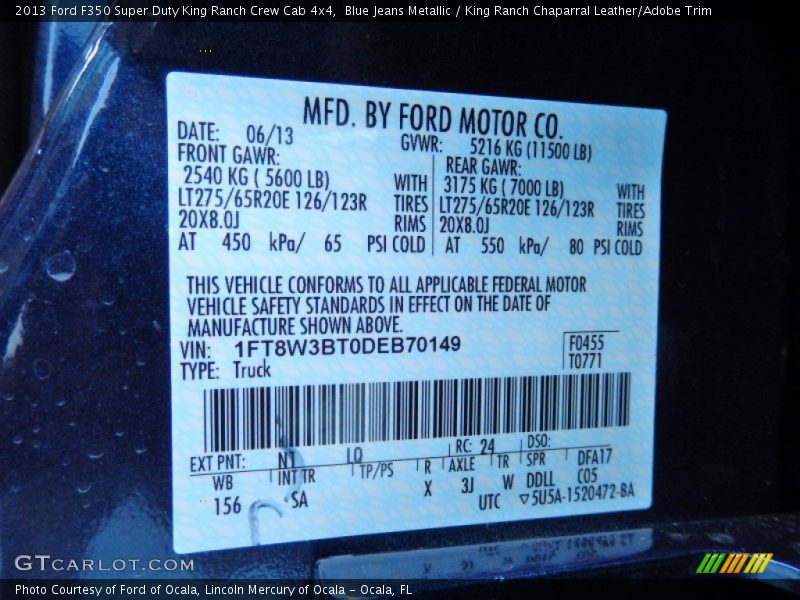 2013 Ford F350 Super Duty King Ranch Crew Cab 4x4, Blue Jeans Metallic / King Ranch Chaparral Leather/Adobe Trim
MFD. BY FORD MOTOR CO.
DATE: 06/13 GVWR: 5216 KG (11500 LB)
FRONT GAWR: REAR GAWR:
2540 KG ( 5600 LB) WITH 3175 KG ( 7000 LB) WITH
LT275/65R20E 126/123R TIRES LT275/65R20E 126/123R TIRES
20X8.0J RIMS 20X8.0J RIMS
AT 450 kPa/ 65 PSI COLD AT 550 kPa/ 80 PSI COLD
THIS VEHICLE CONFORMS TO ALL APPLICABLE FEDERAL MOTOR
VEHICLE SAFETY STANDARDS IN EFFECT ON THE DATE OF
MANUFACTURE SHOWN ABOVE.
VIN: 1FT8W3BT0DEB70149 F0455
TYPE: Truck T0771
EXT PNT: N1 IQ RC: 24 DSO:
WB INT TR TP/PS R AXLE TR SPR DFA17
156 SA X 3J W DDLL C05
UTC ▽5U5A-1520472-BA
GTCARLOT.COM
Photo Courtesy of Ford of Ocala, Lincoln Mercury of Ocala - Ocala, FL